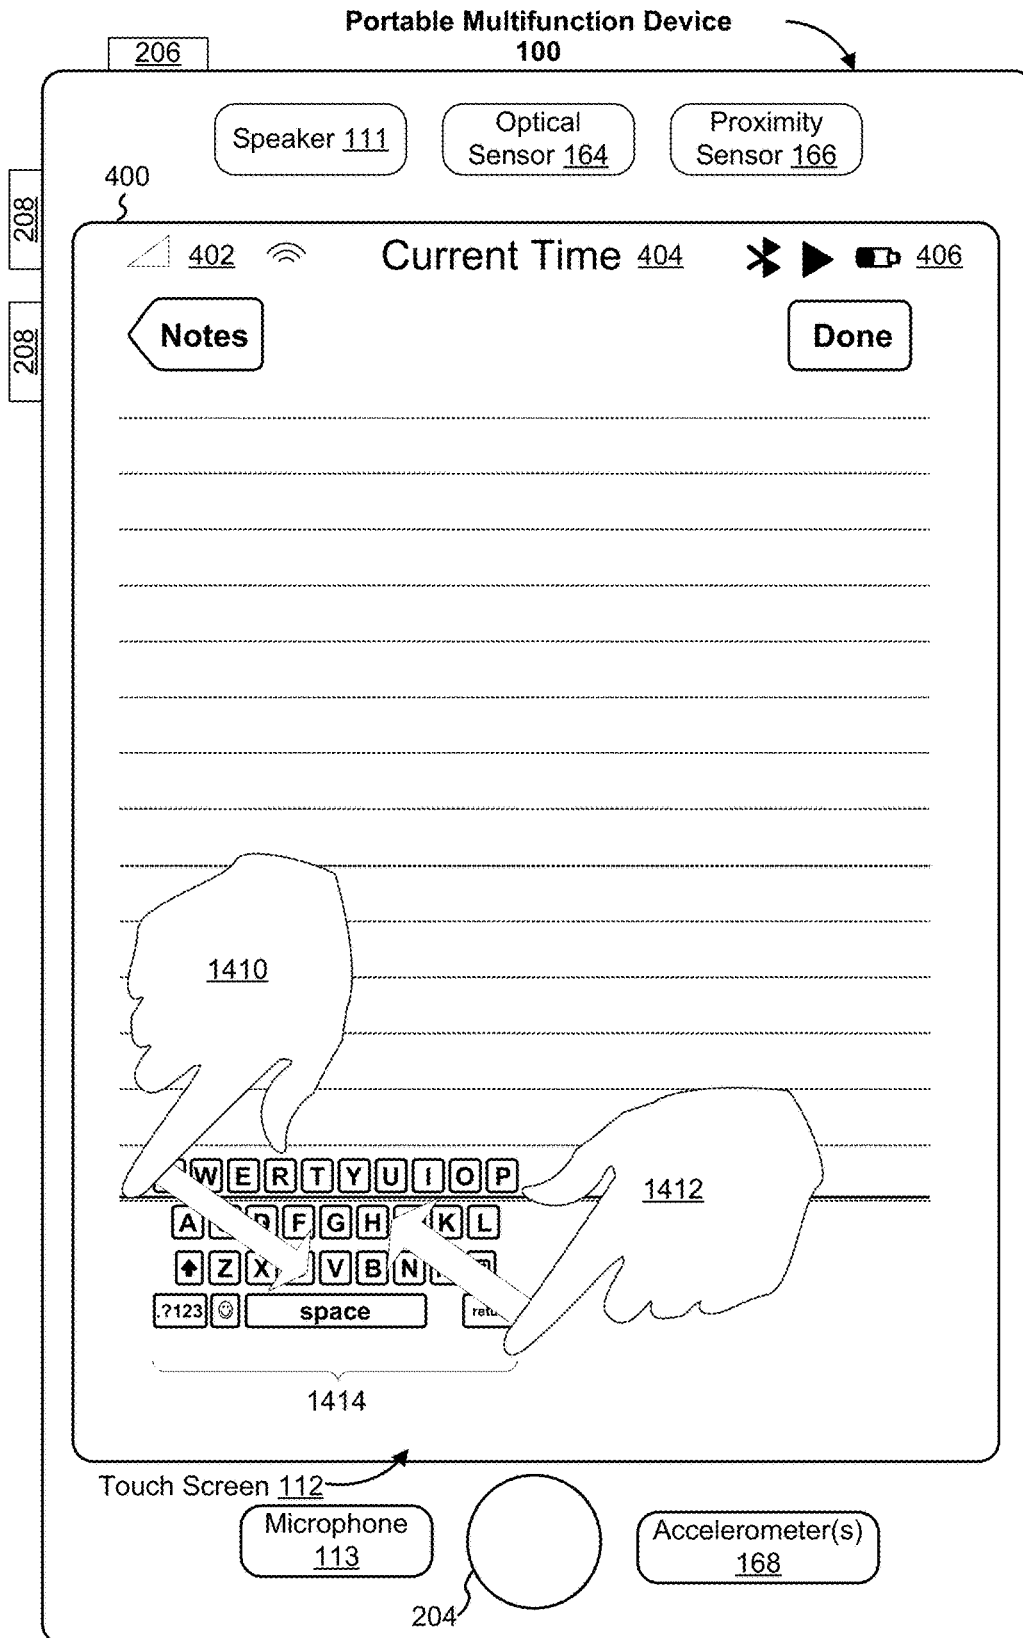 Portable Multifunction Device
100
206
Speaker 111
Optical
Sensor 164
Proximity
Sensor 166
400
208
402
Current Time 404
406
208
Notes
Done
1410
1412
W E R T Y U I O P
A D F G H K L
Z X V B N
.?123
space
retu
1414
Touch Screen 112
Microphone
113
Accelerometer(s)
168
204